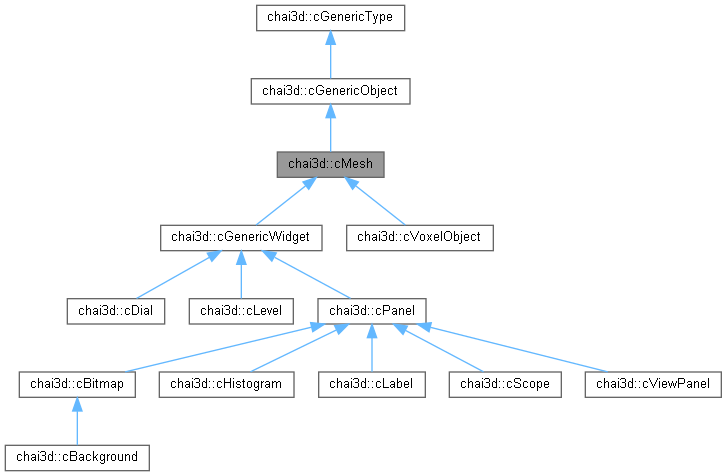 chai3d::cGenericType
chai3d::cGenericObject
chai3d::cMesh
chai3d::cGenericWidget
chai3d::cVoxelObject
chai3d::cDial
chai3d::cLevel
chai3d::cPanel
chai3d::cBitmap
chai3d::cHistogram
chai3d::cLabel
chai3d::cScope
chai3d::cViewPanel
chai3d::cBackground